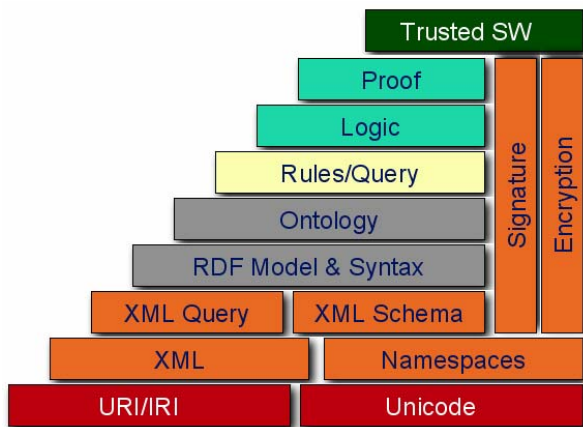 Trusted SW
Proof
Logic
Rules/Query
Ontology
RDF Model & Syntax
XML Query
XML Schema
Signature
Encryption
XML
Namespaces
URI/IRI
Unicode